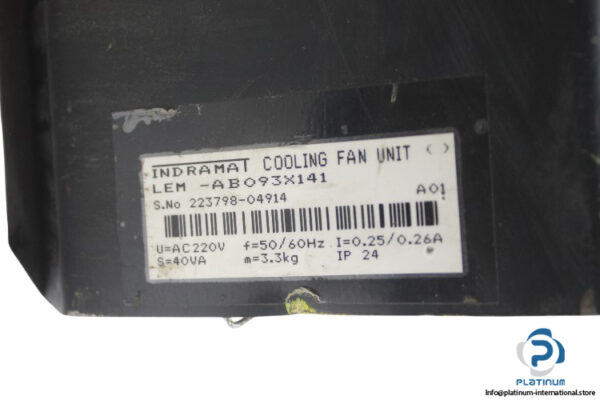 INDRAMAT COOLING FAN UNIT < >
LEM -AB093X141
S.No 223798-04914
A01
U=AC220V f=50/60Hz I=0.25/0.26A
S=40VA m=3.3kg IP 24
PLATINUM
Info@platinum-international.store